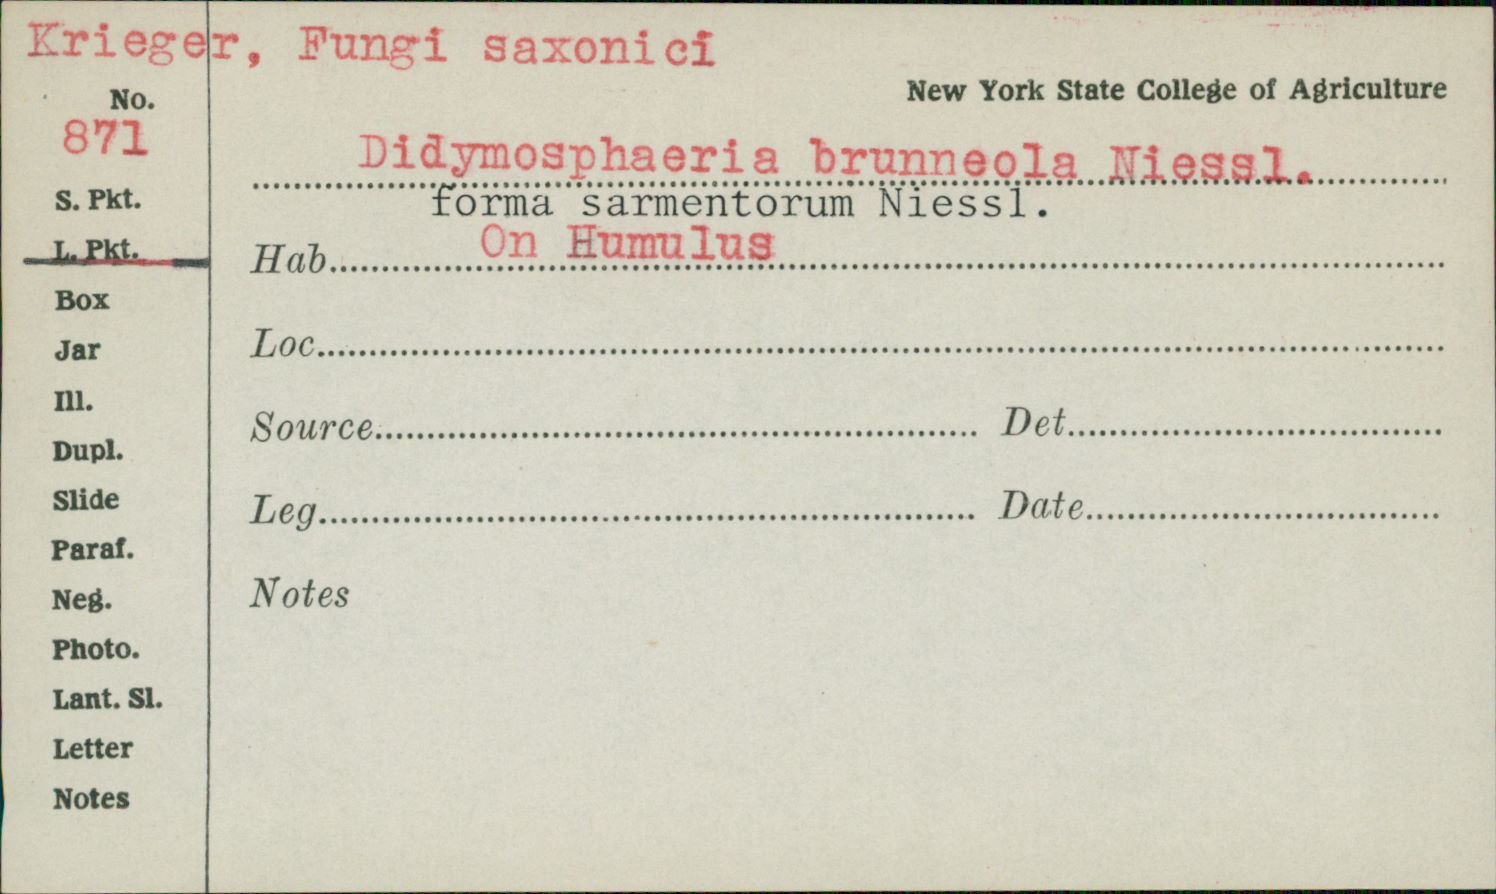 Krieger, Fungi saxonici
New York State College of Agriculture
No.
871
Didymosphaeria brunneola Niessl.
forma sarmentorum Niessl.
S. Pkt.
L. Pkt.
Hab. On Humulus
Box
Jar
Loc.
Ill.
Source Det.
Dupl.
Slide
Leg. Date
Paraf.
Neg.
Notes
Photo.
Lant. Sl.
Letter
Notes